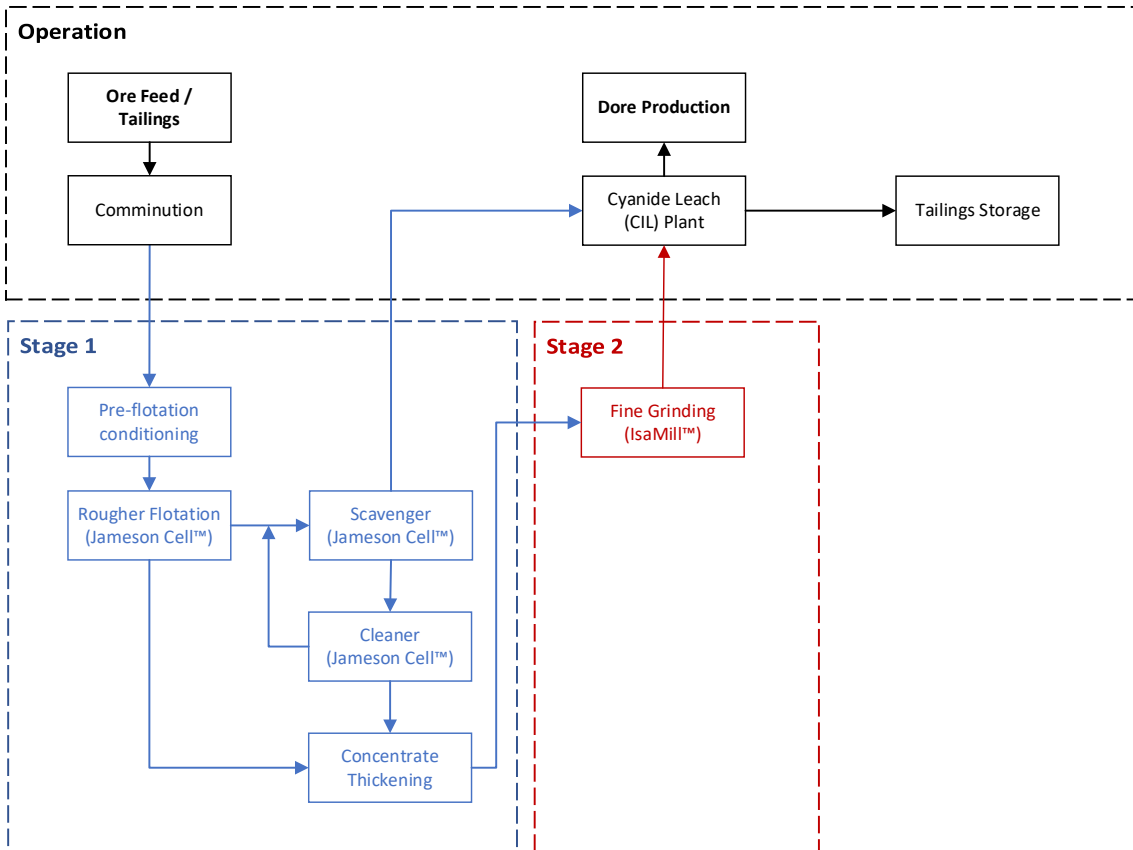 Operation
Ore Feed /
Tailings
Dore Production
Comminution
Cyanide Leach
(CIL) Plant
Tailings Storage
Stage 1
Stage 2
Pre-flotation
conditioning
Fine Grinding
(IsaMill™)
Rougher Flotation
(Jameson Cell™)
Scavenger
(Jameson Cell™)
Cleaner
(Jameson Cell™)
Concentrate
Thickening